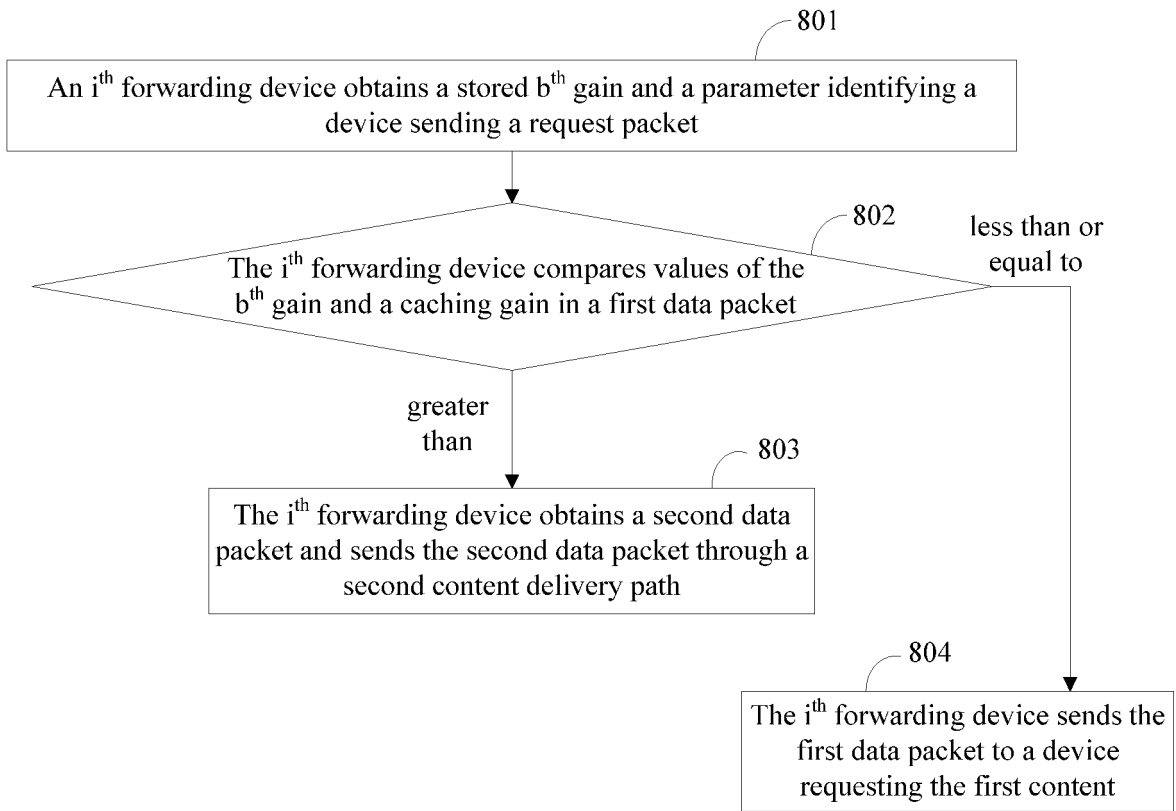 801
An iᵗʰ forwarding device obtains a stored bᵗʰ gain and a parameter identifying a
device sending a request packet
802
less than or
equal to
The iᵗʰ forwarding device compares values of the
bᵗʰ gain and a caching gain in a first data packet
greater
than
803
The iᵗʰ forwarding device obtains a second data
packet and sends the second data packet through a
second content delivery path
804
The iᵗʰ forwarding device sends the
first data packet to a device
requesting the first content